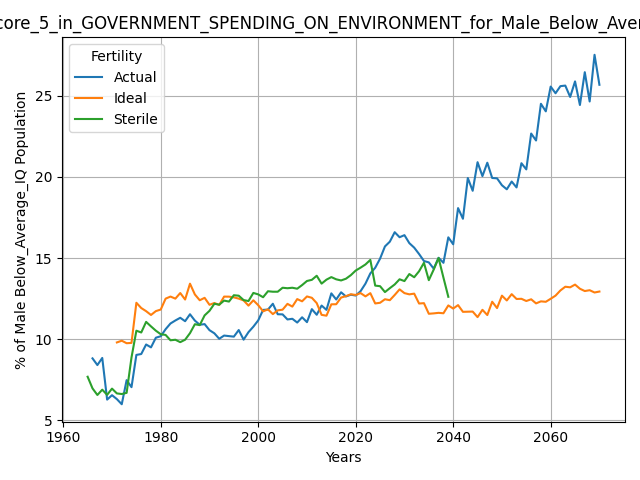 core_5_in_GOVERNMENT_SPENDING_ON_ENVIRONMENT_for_Male_Below_Aver
Fertility
Actual
Ideal
Sterile
% of Male Below_Average_IQ Population
25
20
15
10
5
1960 1980 2000 2020 2040 2060
Years